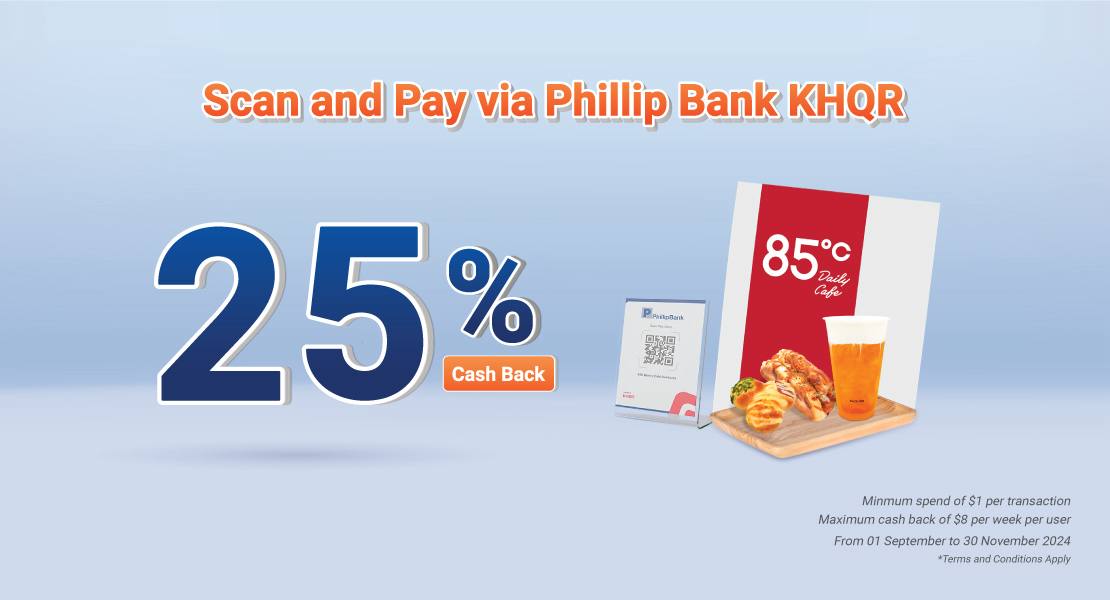 Scan and Pay via Phillip Bank KHQR
25%
Cash Back
85°C
Daily
Cafe
PhillipBank
Minmum spend of $1 per transaction
Maximum cash back of $8 per week per user
From 01 September to 30 November 2024
*Terms and Conditions Apply